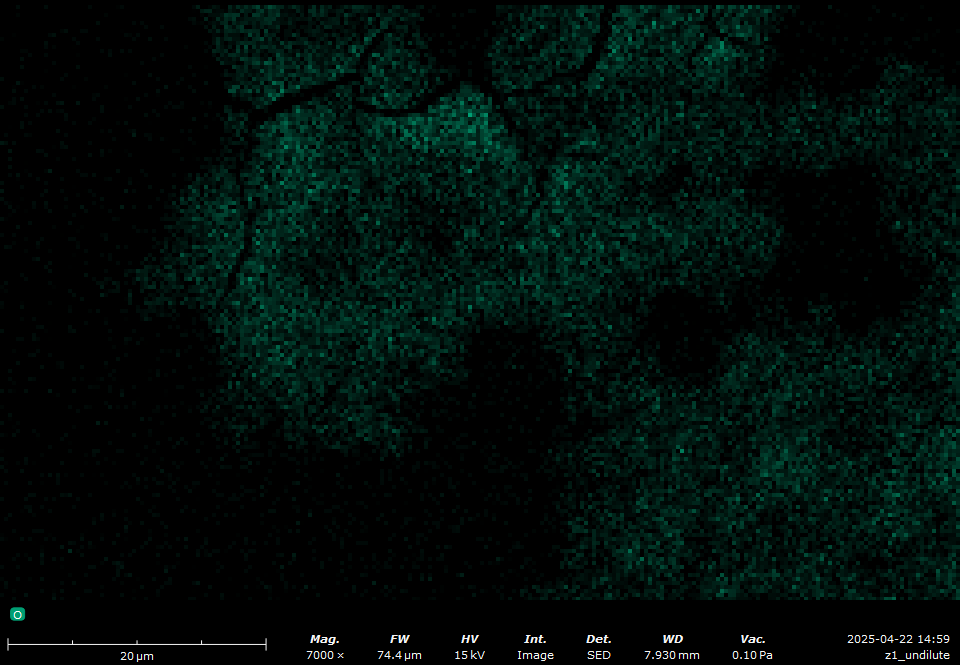 O
Mag. FW HV Int. Det. WD Vac. 2025-04-22 14:59
20 µm 7000 × 74.4 µm 15 kV Image SED 7.930 mm 0.10 Pa z1_undilute